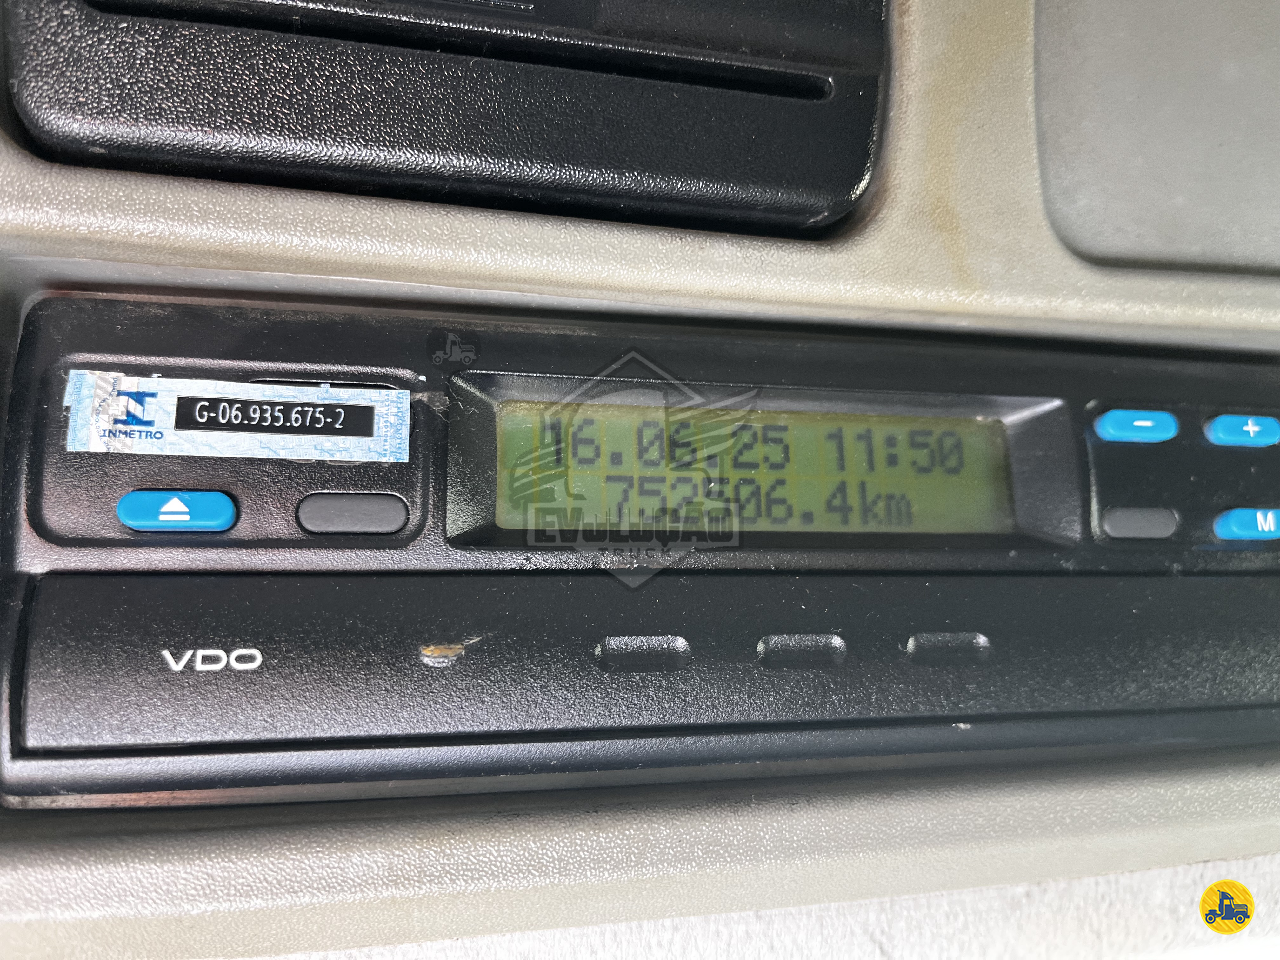 G-06.935.675-2
INMETRO
16.06.25 11:50
752506.4km
EVOLUÇÃO
TRUCK
M
VDO